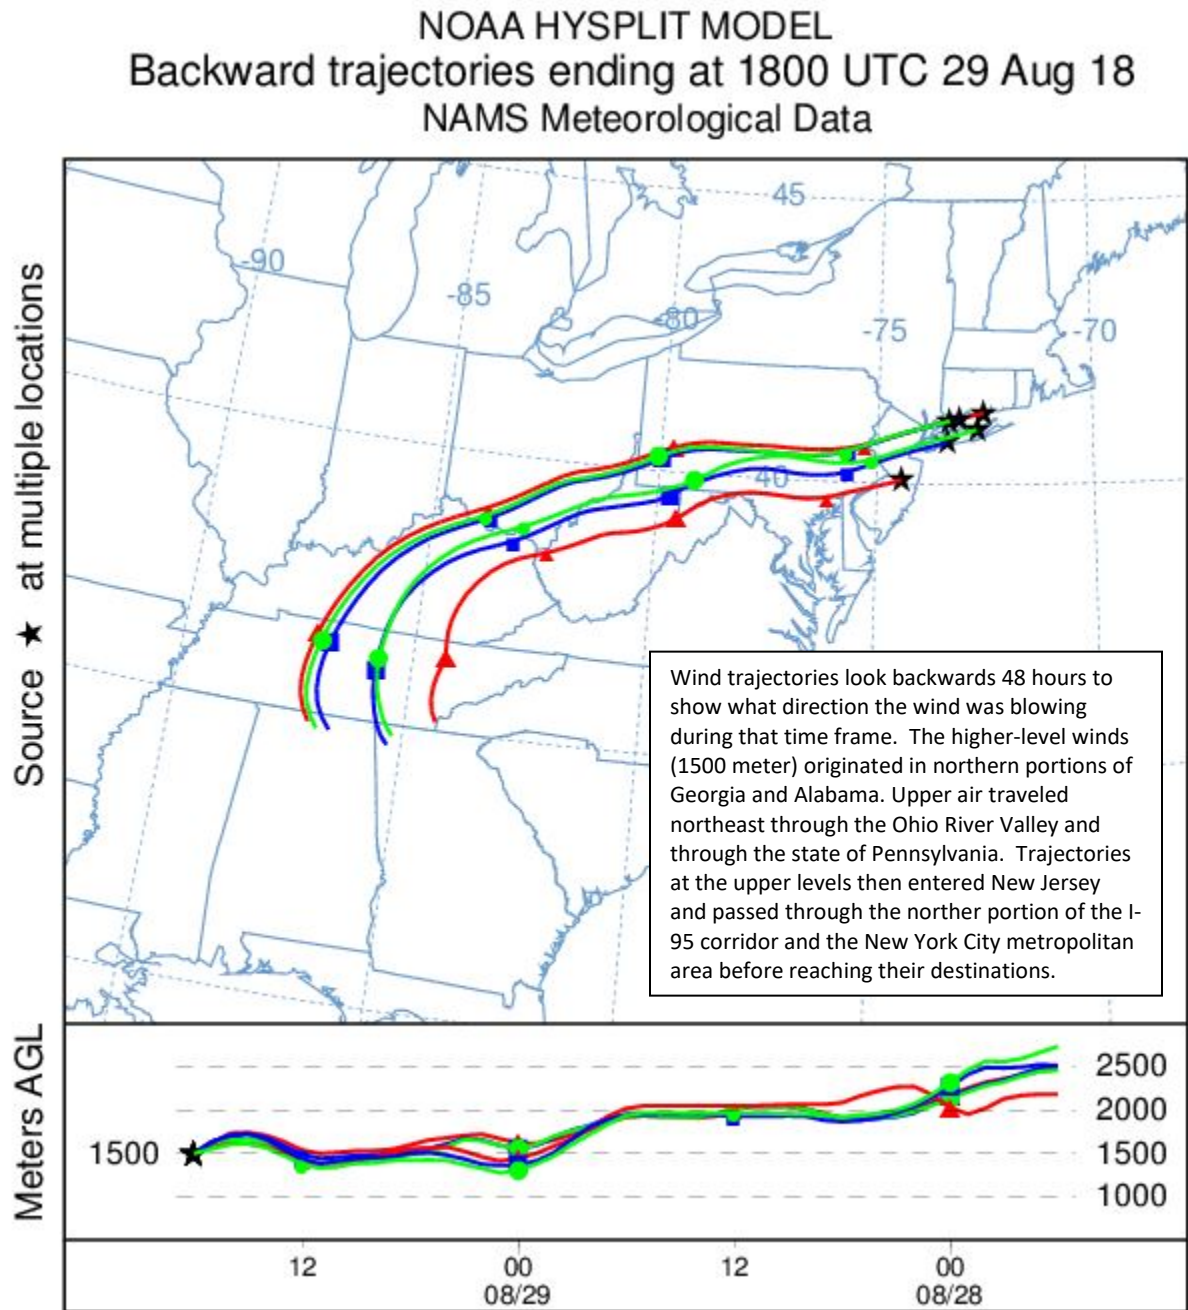 NOAA HYSPLIT MODEL
Backward trajectories ending at 1800 UTC 29 Aug 18
NAMS Meteorological Data
Source ★ at multiple locations
45
-90
-85
-80
-75
-70
40
Wind trajectories look backwards 48 hours to
show what direction the wind was blowing
during that time frame.  The higher-level winds
(1500 meter) originated in northern portions of
Georgia and Alabama. Upper air traveled
northeast through the Ohio River Valley and
through the state of Pennsylvania.  Trajectories
at the upper levels then entered New Jersey
and passed through the norther portion of the I-
95 corridor and the New York City metropolitan
area before reaching their destinations.
Meters AGL
2500
2000
1500 1500
1000
12 00 12 00
08/29 08/28